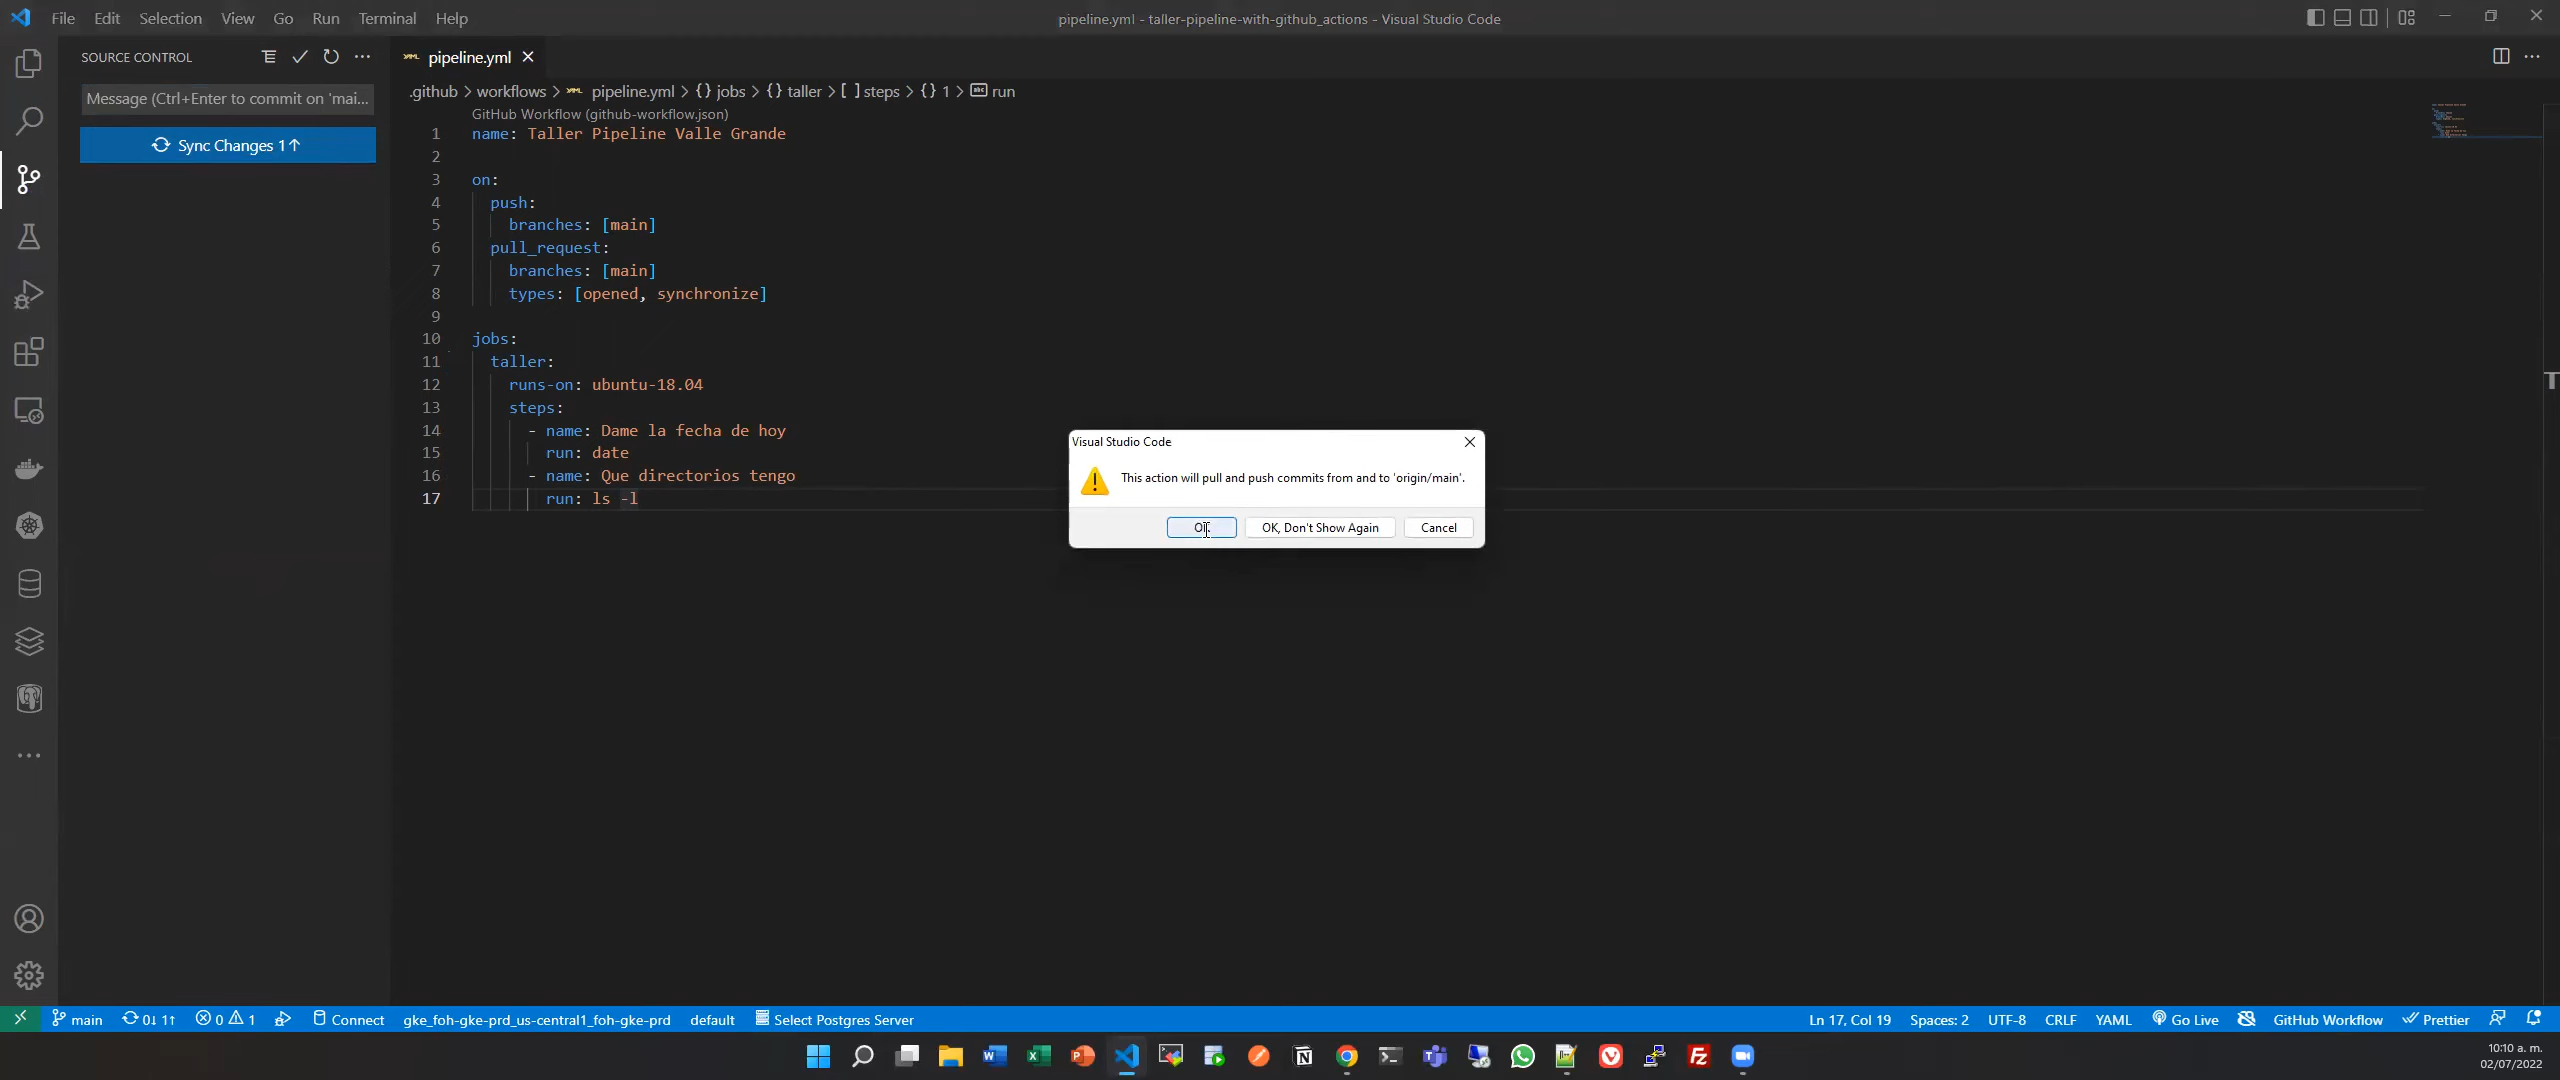 File Edit Selection View Go Run Terminal Help
pipeline.yml - taller-pipeline-with-github_actions - Visual Studio Code
SOURCE CONTROL
pipeline.yml
Message (Ctrl+Enter to commit on 'mai...
Sync Changes 1↑
.github > workflows > pipeline.yml > {} jobs > {} taller > [ ] steps > {} 1 > run
GitHub Workflow (github-workflow.json)
1 name: Taller Pipeline Valle Grande
2
3 on:
4 push:
5 branches: [main]
6 pull_request:
7 branches: [main]
8 types: [opened, synchronize]
9
10 jobs:
11 taller:
12 runs-on: ubuntu-18.04
13 steps:
14 - name: Dame la fecha de hoy
15 run: date
16 - name: Que directorios tengo
17 run: ls -l
Visual Studio Code
This action will pull and push commits from and to 'origin/main'.
OK
OK, Don't Show Again
Cancel
main 0↓ 1↑ 0 1 Connect gke_foh-gke-prd_us-central1_foh-gke-prd default Select Postgres Server
Ln 17, Col 19 Spaces: 2 UTF-8 CRLF YAML Go Live GitHub Workflow Prettier
10:10 a. m.
02/07/2022